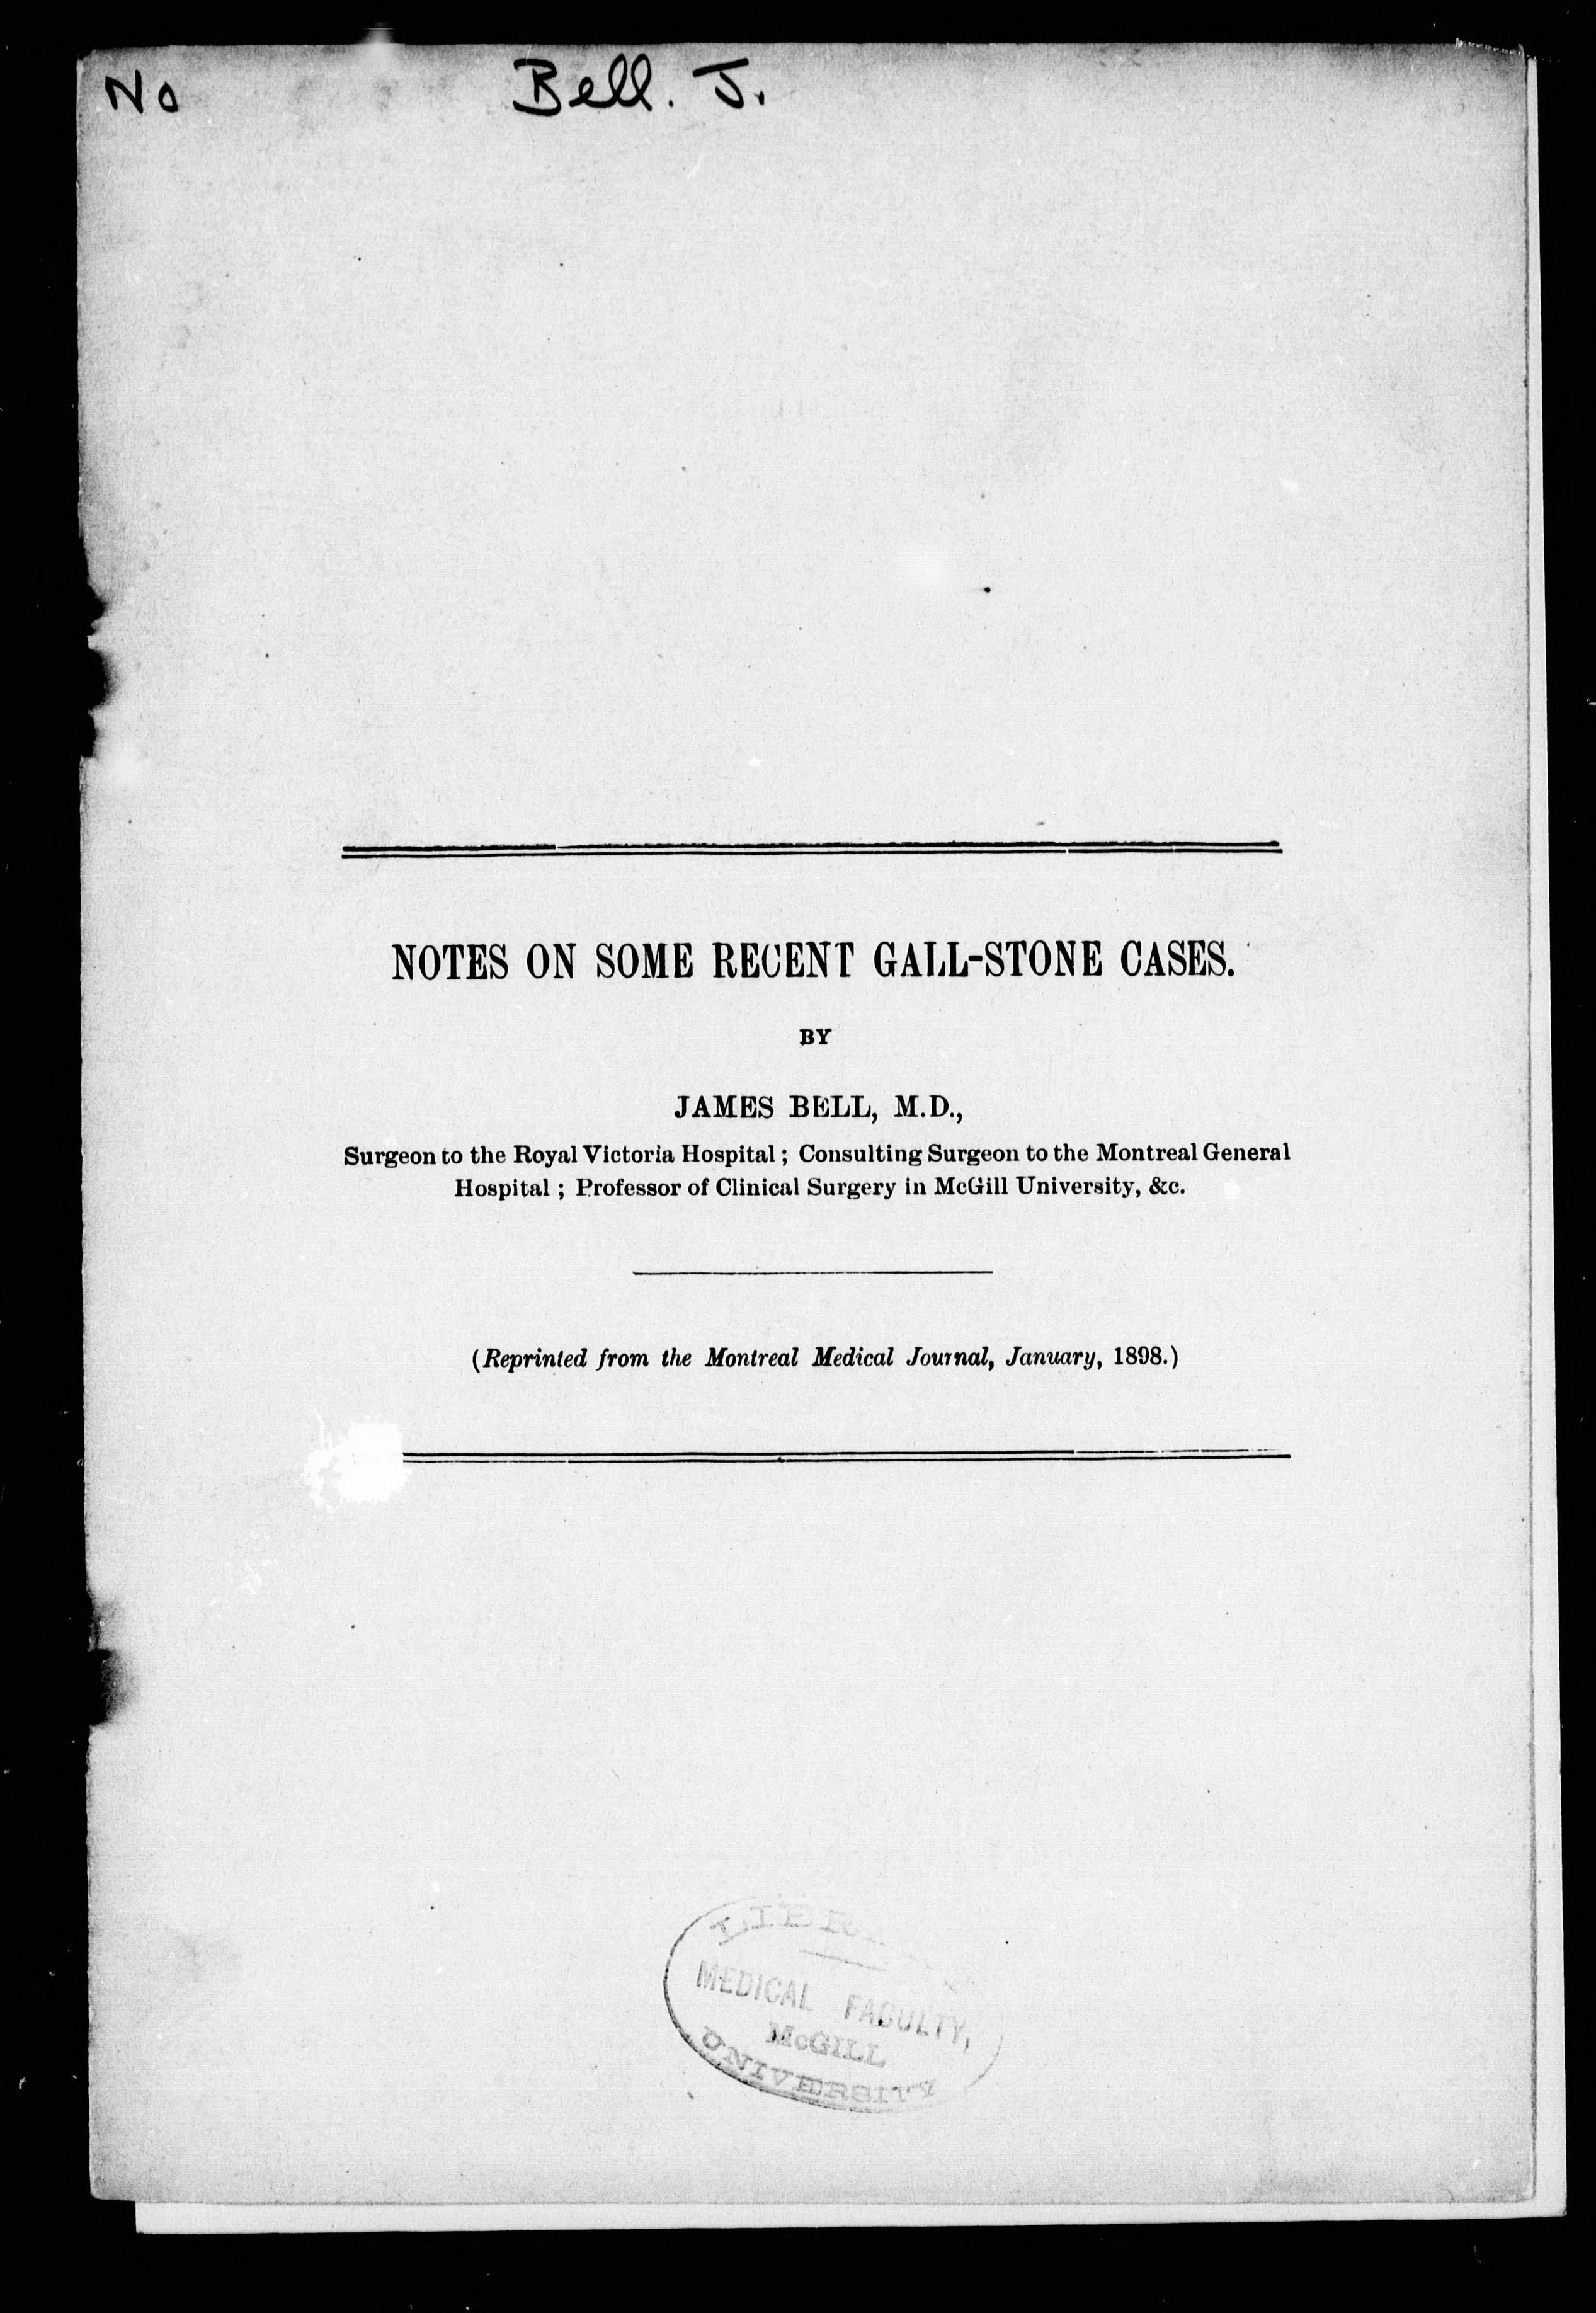 No Bell. J.
NOTES ON SOME RECENT GALL-STONE CASES.
BY
JAMES BELL, M.D.,
Surgeon to the Royal Victoria Hospital; Consulting Surgeon to the Montreal General
Hospital; Professor of Clinical Surgery in McGill University, &c.
(Reprinted from the Montreal Medical Journal, January, 1898.)
MEDICAL FACULTY,
McGILL
UNIVERSITY